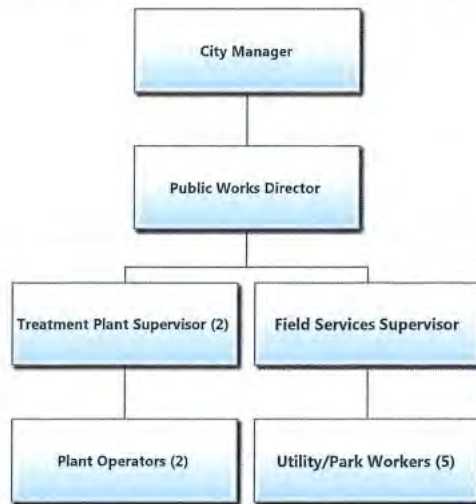 City Manager
Public Works Director
Treatment Plant Supervisor (2)
Field Services Supervisor
Plant Operators (2)
Utility/Park Workers (5)